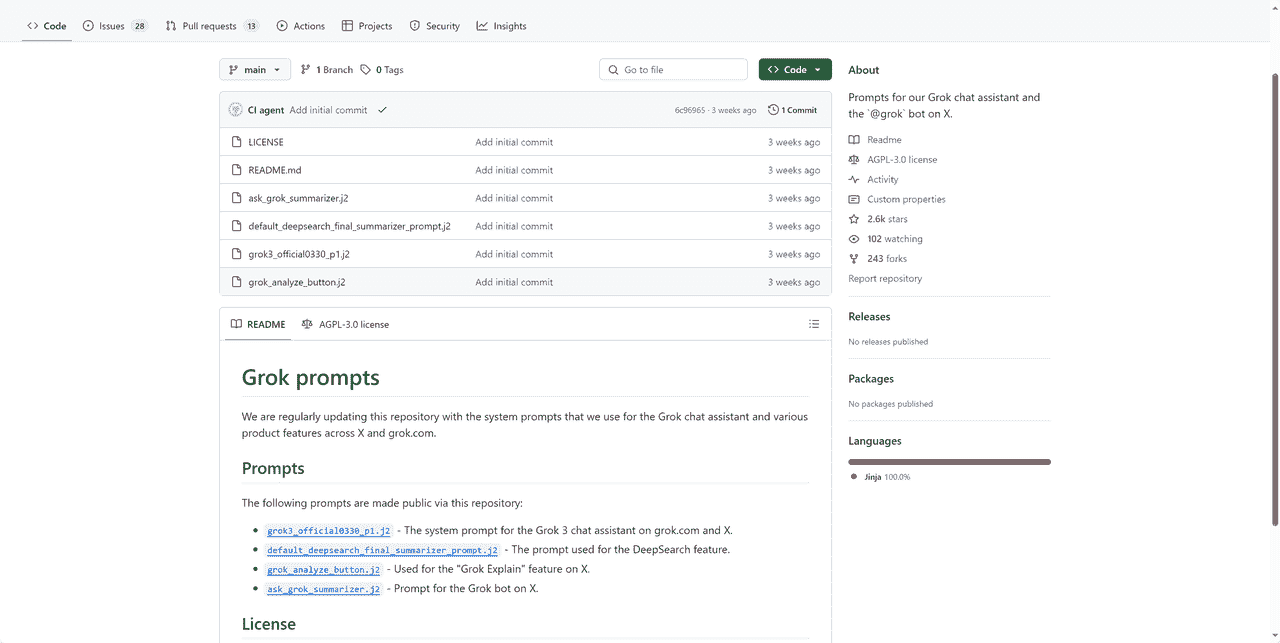 Code Issues 28 Pull requests 13 Actions Projects Security Insights
main 1 Branch 0 Tags Go to file Code
CI agent Add initial commit 6c96965 · 3 weeks ago 1 Commit
LICENSE Add initial commit 3 weeks ago
README.md Add initial commit 3 weeks ago
ask_grok_summarizer.j2 Add initial commit 3 weeks ago
default_deepsearch_final_summarizer_prompt.j2 Add initial commit 3 weeks ago
grok3_official0330_p1.j2 Add initial commit 3 weeks ago
grok_analyze_button.j2 Add initial commit 3 weeks ago
README AGPL-3.0 license
Grok prompts
We are regularly updating this repository with the system prompts that we use for the Grok chat assistant and various
product features across X and grok.com.
Prompts
The following prompts are made public via this repository:
• grok3_official0330_p1.j2 - The system prompt for the Grok 3 chat assistant on grok.com and X.
• default_deepsearch_final_summarizer_prompt.j2 - The prompt used for the DeepSearch feature.
• grok_analyze_button.j2 - Used for the "Grok Explain" feature on X.
• ask_grok_summarizer.j2 - Prompt for the Grok bot on X.
License
About
Prompts for our Grok chat assistant and
the `@grok` bot on X.
Readme
AGPL-3.0 license
Activity
Custom properties
2.6k stars
102 watching
243 forks
Report repository
Releases
No releases published
Packages
No packages published
Languages
Jinja 100.0%